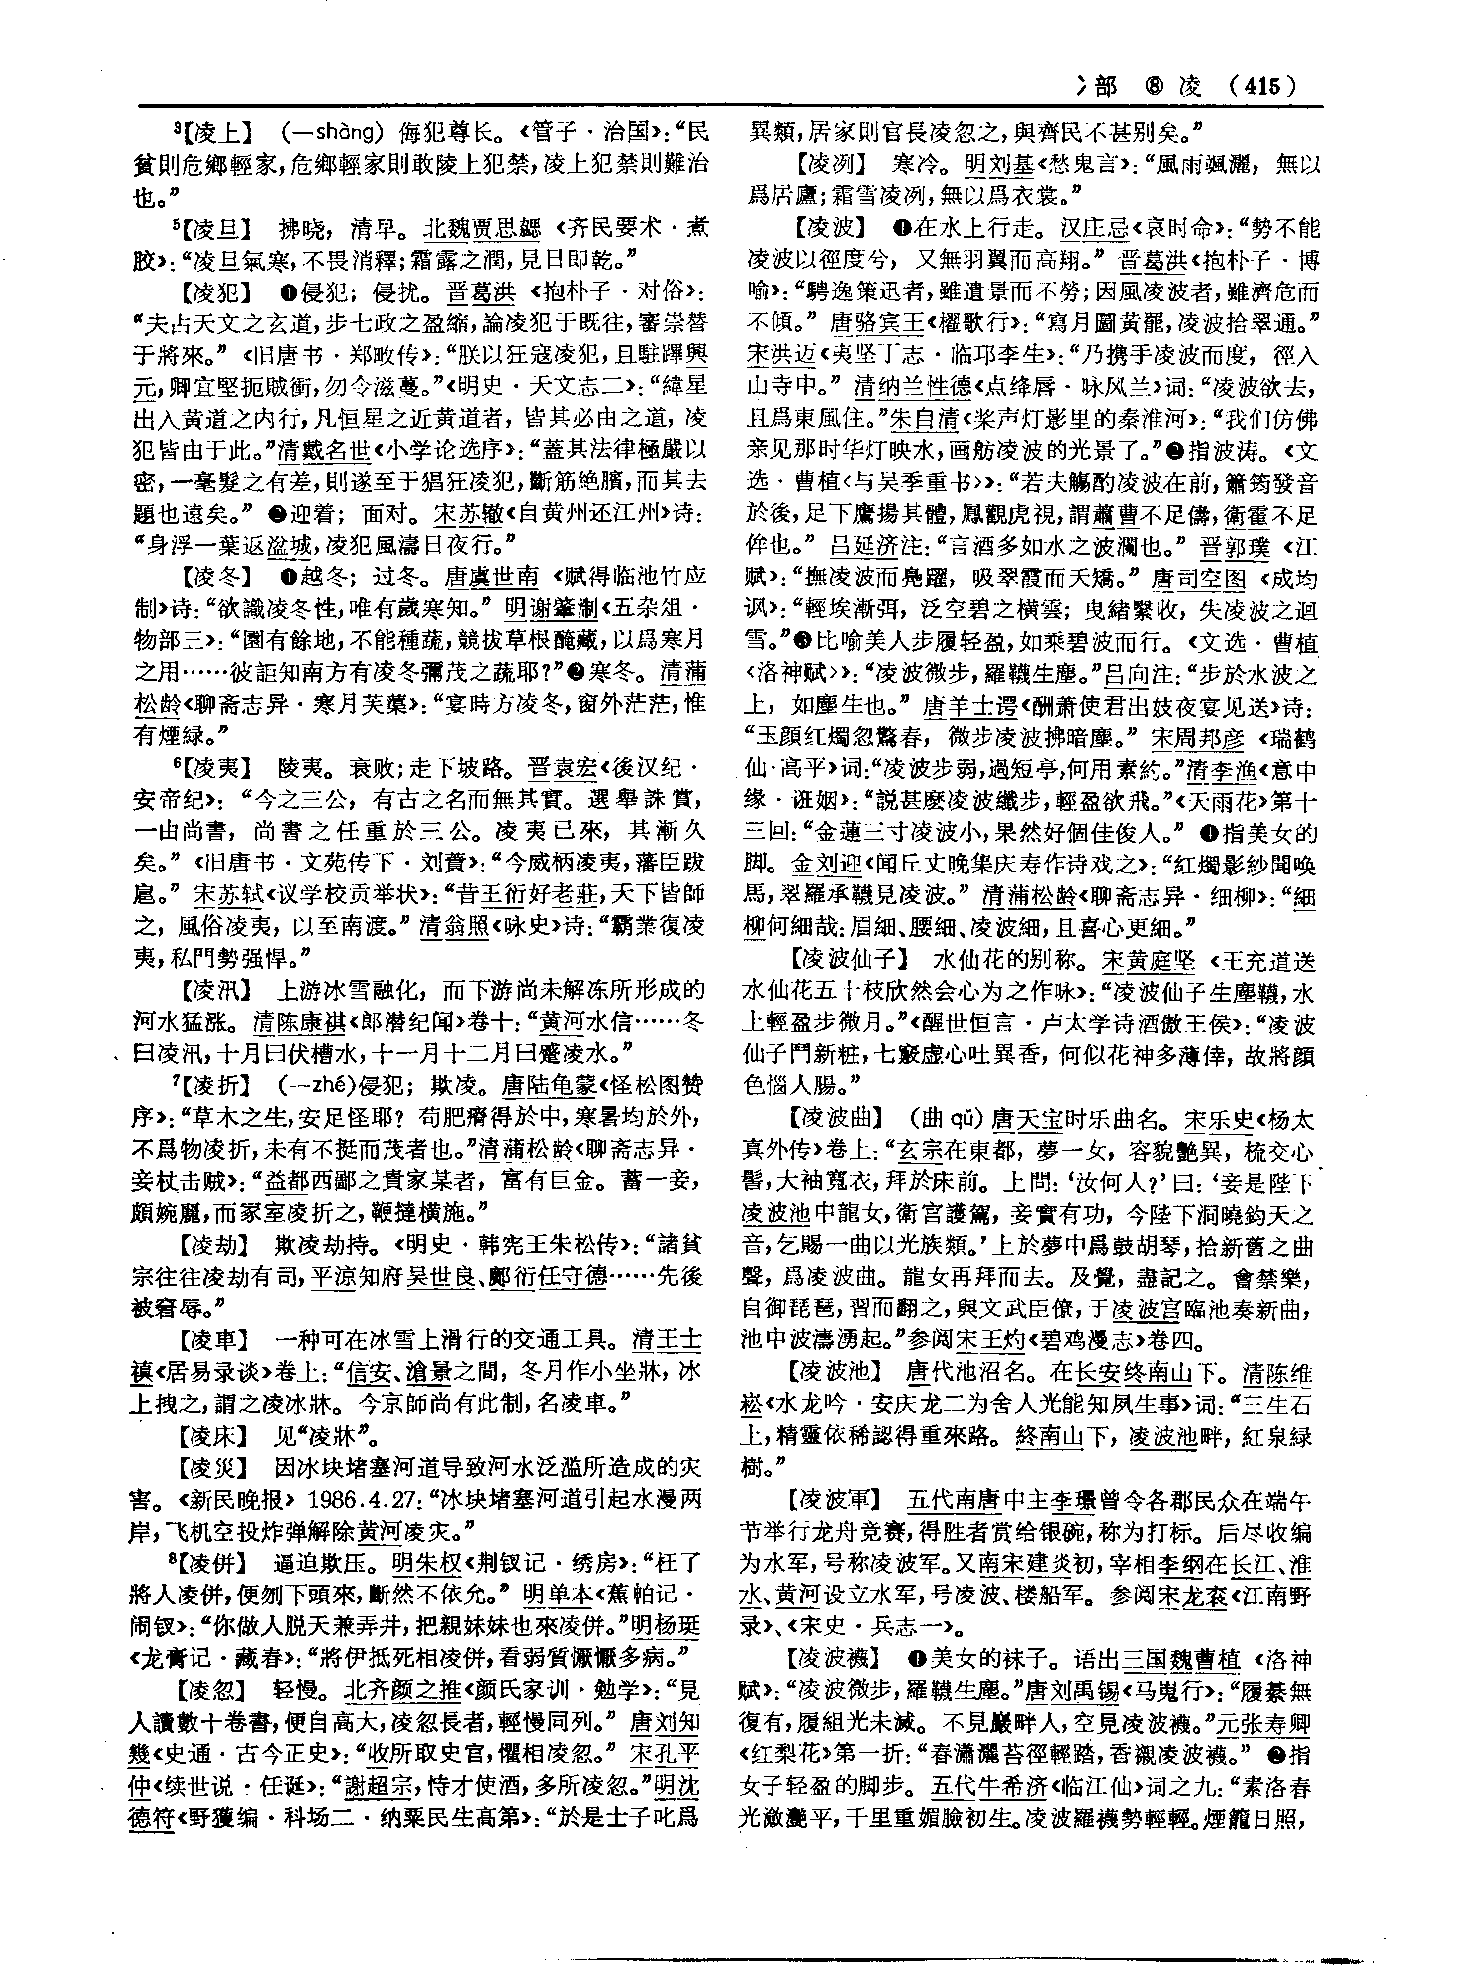 冫部 ⑧ 凌 （415）
³【凌上】 （—shàng）侮犯尊长。《管子·治国》：“民
貧則危鄉輕家，危鄉輕家則敢陵上犯禁，凌上犯禁則難治
也。”
⁵【凌旦】 拂晓，清早。北魏贾思勰《齐民要术·煮
胶》：“凌旦氣寒，不畏消釋；霜露之潤，見日即乾。”
【凌犯】 ❶侵犯；侵扰。晋葛洪《抱朴子·对俗》：
“夫占天文之玄道，步七政之盈縮，論凌犯于既往，審崇替
于將來。”《旧唐书·郑畋传》：“朕以狂寇凌犯，且駐蹕興
元，卿宜堅扼賊衝，勿令滋蔓。”《明史·天文志二》：“緯星
出入黄道之内行，凡恒星之近黄道者，皆其必由之道，凌
犯皆由于此。”清戴名世《小学论选序》：“蓋其法律極嚴以
密，一毫髮之有差，則遂至于猖狂凌犯，斷筋絶臏，而其去
題也遠矣。” ❷迎着；面对。宋苏辙《自黄州还江州》诗：
“身浮一葉返湓城，凌犯風濤日夜行。”
【凌冬】 ❶越冬；过冬。唐虞世南《赋得临池竹应
制》诗：“欲識凌冬性，唯有歲寒知。”明谢肇淛《五杂俎·
物部三》：“園有餘地，不能種蔬，競拔草根醃藏，以爲寒月
之用……彼詎知南方有凌冬彌茂之蔬耶？”❷寒冬。清蒲
松龄《聊斋志异·寒月芙蕖》：“宴時方凌冬，窗外茫茫，惟
有煙緑。”
⁶【凌夷】 陵夷。衰败；走下坡路。晋袁宏《後汉纪·
安帝纪》：“今之三公，有古之名而無其實。選舉誅賞，
一由尚書，尚書之任重於三公。凌夷已來，其漸久
矣。”《旧唐书·文苑传下·刘蕡》：“今威柄凌夷，藩臣跋
扈。”宋苏轼《议学校贡举状》：“昔王衍好老莊，天下皆師
之，風俗凌夷，以至南渡。”清翁照《咏史》诗：“霸業復凌
夷，私門勢强悍。”
【凌汛】 上游冰雪融化，而下游尚未解冻所形成的
河水猛涨。清陈康祺《郎潜纪闻》卷十：“黄河水信……冬
曰凌汛，十月曰伏槽水，十一月十二月曰蹙凌水。”
⁷【凌折】 （—zhé）侵犯；欺凌。唐陆龟蒙《怪松图赞
序》：“草木之生，安足怪耶？苟肥瘠得於中，寒暑均於外，
不爲物凌折，未有不挺而茂者也。”清蒲松龄《聊斋志异·
妾杖击贼》：“益都西鄙之貴家某者，富有巨金。蓄一妾，
頗婉麗，而冢室凌折之，鞭撻横施。”
【凌劫】 欺凌劫持。《明史·韩宪王朱松传》：“諸貧
宗往往凌劫有司，平涼知府吴世良、鄺衍任守德……先後
被窘辱。”
【凌車】 一种可在冰雪上滑行的交通工具。清王士
禛《居易录谈》卷上：“信安、滄景之間，冬月作小坐牀，冰
上拽之，謂之凌冰牀。今京師尚有此制，名凌車。”
【凌床】 见“凌牀”。
【凌災】 因冰块堵塞河道导致河水泛滥所造成的灾
害。《新民晚报》1986.4.27：“冰块堵塞河道引起水漫两
岸，飞机空投炸弹解除黄河凌灾。”
⁸【凌併】 逼迫欺压。明朱权《荆钗记·绣房》：“枉了
將人凌併，便刎下頭來，斷然不依允。”明单本《蕉帕记·
闹钗》：“你做人脱天兼弄井，把親妹妹也來凌併。”明杨珽
《龙膏记·藏春》：“將伊抵死相凌併，看弱質懨懨多病。”
【凌忽】 轻慢。北齐颜之推《颜氏家训·勉学》：“見
人讀數十卷書，便自高大，凌忽長者，輕慢同列。”唐刘知
幾《史通·古今正史》：“收所取史官，懼相凌忽。”宋孔平
仲《续世说·任诞》：“謝超宗，恃才使酒，多所凌忽。”明沈
德符《野獲编·科场二·纳粟民生高第》：“於是士子叱爲
異類，居家則官長凌忽之，與齊民不甚别矣。”
【凌冽】 寒冷。明刘基《愁鬼言》：“風雨颯灑，無以
爲居廬；霜雪凌冽，無以爲衣裳。”
【凌波】 ❶在水上行走。汉庄忌《哀时命》：“勢不能
凌波以徑度兮，又無羽翼而高翔。”晋葛洪《抱朴子·博
喻》：“騁逸策迅者，雖遺景而不勞；因風凌波者，雖濟危而
不傾。”唐骆宾王《櫂歌行》：“寫月圖黄罷，凌波拾翠通。”
宋洪迈《夷坚丁志·临邛李生》：“乃携手凌波而度，徑入
山寺中。”清纳兰性德《点绛唇·咏风兰》词：“凌波欲去，
且爲東風住。”朱自清《桨声灯影里的秦淮河》：“我们仿佛
亲见那时华灯映水，画舫凌波的光景了。”❷指波涛。《文
选·曹植〈与吴季重书〉》：“若夫觴酌凌波在前，簫笳發音
於後，足下鷹揚其體，鳳觀虎視，謂蕭曹不足儔，衛霍不足
侔也。”吕延济注：“言酒多如水之波瀾也。”晋郭璞《江
赋》：“撫凌波而凫躍，吸翠霞而夭矯。”唐司空图《成均
讽》：“輕埃漸弭，泛空碧之横雲；曳緒緊收，失凌波之迴
雪。”❸比喻美人步履轻盈，如乘碧波而行。《文选·曹植
〈洛神赋〉》：“凌波微步，羅韈生塵。”吕向注：“步於水波之
上，如塵生也。”唐羊士谔《酬萧使君出妓夜宴见送》诗：
“玉顔红燭忽驚春，微步凌波拂暗塵。”宋周邦彦《瑞鹤
仙·高平》词：“凌波步弱，過短亭，何用素約。”清李渔《意中
缘·诳姻》：“説甚麽凌波纖步，輕盈欲飛。”《天雨花》第十
三回：“金蓮三寸凌波小，果然好個佳俊人。” ❹指美女的
脚。金刘迎《闻丘丈晚集庆寿作诗戏之》：“紅燭影紗聞唤
馬，翠羅承韈見凌波。”清蒲松龄《聊斋志异·细柳》：“細
柳何細哉：眉細、腰細、凌波細，且喜心更細。”
【凌波仙子】 水仙花的别称。宋黄庭坚《王充道送
水仙花五十枝欣然会心为之作咏》：“凌波仙子生塵韈，水
上輕盈步微月。”《醒世恒言·卢太学诗酒傲王侯》：“凌波
仙子鬥新粧，七竅虚心吐異香，何似花神多薄倖，故將顔
色惱人腸。”
【凌波曲】 （曲qǔ）唐天宝时乐曲名。宋乐史《杨太
真外传》卷上：“玄宗在東都，夢一女，容貌艷異，梳交心
髻，大袖寬衣，拜於床前。上問：‘汝何人？’曰：‘妾是陛下
凌波池中龍女，衛宫護駕，妾實有功，今陛下洞曉鈞天之
音，乞賜一曲以光族類。’上於夢中爲鼓胡琴，拾新舊之曲
聲，爲凌波曲。龍女再拜而去。及覺，盡記之。會禁樂，
自御琵琶，習而翻之，與文武臣僚，于凌波宫臨池奏新曲，
池中波濤湧起。”参阅宋王灼《碧鸡漫志》卷四。
【凌波池】 唐代池沼名。在长安终南山下。清陈维
崧《水龙吟·安庆龙二为舍人光能知夙生事》词：“三生石
上，精靈依稀認得重來路。終南山下，凌波池畔，紅泉緑
樹。”
【凌波軍】 五代南唐中主李璟曾令各郡民众在端午
节举行龙舟竞赛，得胜者赏给银碗，称为打标。后尽收编
为水军，号称凌波军。又南宋建炎初，宰相李纲在长江、淮
水、黄河设立水军，号凌波、楼船军。参阅宋龙衮《江南野
录》、《宋史·兵志一》。
【凌波襪】 ❶美女的袜子。语出三国魏曹植《洛神
赋》：“凌波微步，羅韈生塵。”唐刘禹锡《马嵬行》：“履綦無
復有，履組光未滅。不見巖畔人，空見凌波襪。”元张寿卿
《红梨花》第一折：“春瀟灑苔徑輕踏，香襯凌波襪。” ❷指
女子轻盈的脚步。五代牛希济《临江仙》词之九：“素洛春
光瀲灧平，千里重媚臉初生。凌波羅襪勢輕輕。煙籠日照，